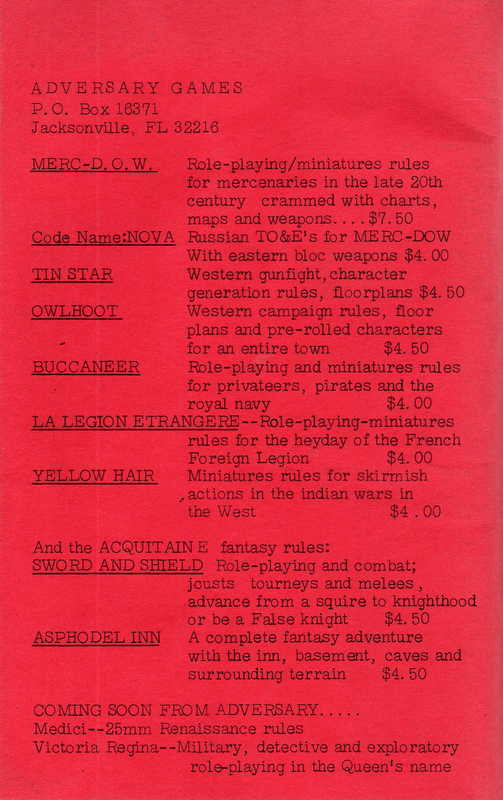 ADVERSARY GAMES
P.O. Box 16371
Jacksonville, FL 32216
MERC-D.O.W. Role-playing/miniatures rules
for mercenaries in the late 20th
century crammed with charts,
maps and weapons....$7.50
Code Name:NOVA Russian TO&E's for MERC-DOW
With eastern bloc weapons $4.00
TIN STAR Western gunfight,character
generation rules, floorplans $4.50
OWLHOOT Western campaign rules, floor
plans and pre-rolled characters
for an entire town $4.50
BUCCANEER Role-playing and miniatures rules
for privateers, pirates and the
royal navy $4.00
LA LEGION ETRANGERE--Role-playing-miniatures
rules for the heyday of the French
Foreign Legion $4.00
YELLOW HAIR Miniatures rules for skirmish
actions in the indian wars in
the West $4.00
And the ACQUITAINE fantasy rules:
SWORD AND SHIELD Role-playing and combat;
jousts tourneys and melees,
advance from a squire to knighthood
or be a False knight $4.50
ASPHODEL INN A complete fantasy adventure
with the inn, basement, caves and
surrounding terrain $4.50
COMING SOON FROM ADVERSARY.....
Medici--25mm Renaissance rules
Victoria Regina--Military, detective and exploratory
role-playing in the Queen's name